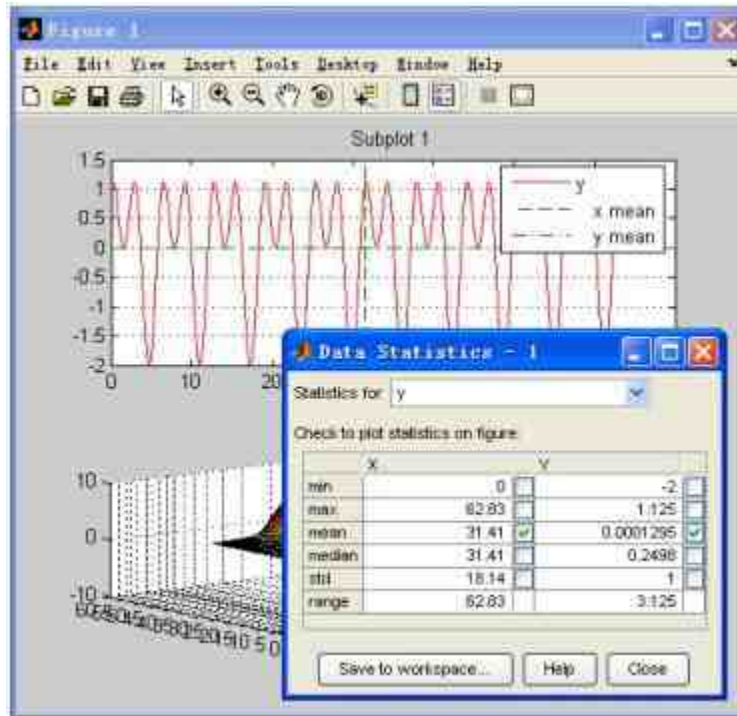 Figure 1
File Edit View Insert Tools Desktop Window Help
Subplot 1
1.5
1
0.5
0
-0.5
-1
-1.5
-2
0 10
y
x mean
y mean
Data Statistics - 1
Statistics for y
Check to plot statistics on figure:
X Y
min 0 -2
max 62.83 1.125
mean 31.41 0.0001295
median 31.41 0.2498
std 18.14 1
range 62.83 3.125
10
0
-10
Save to workspace... Help Close